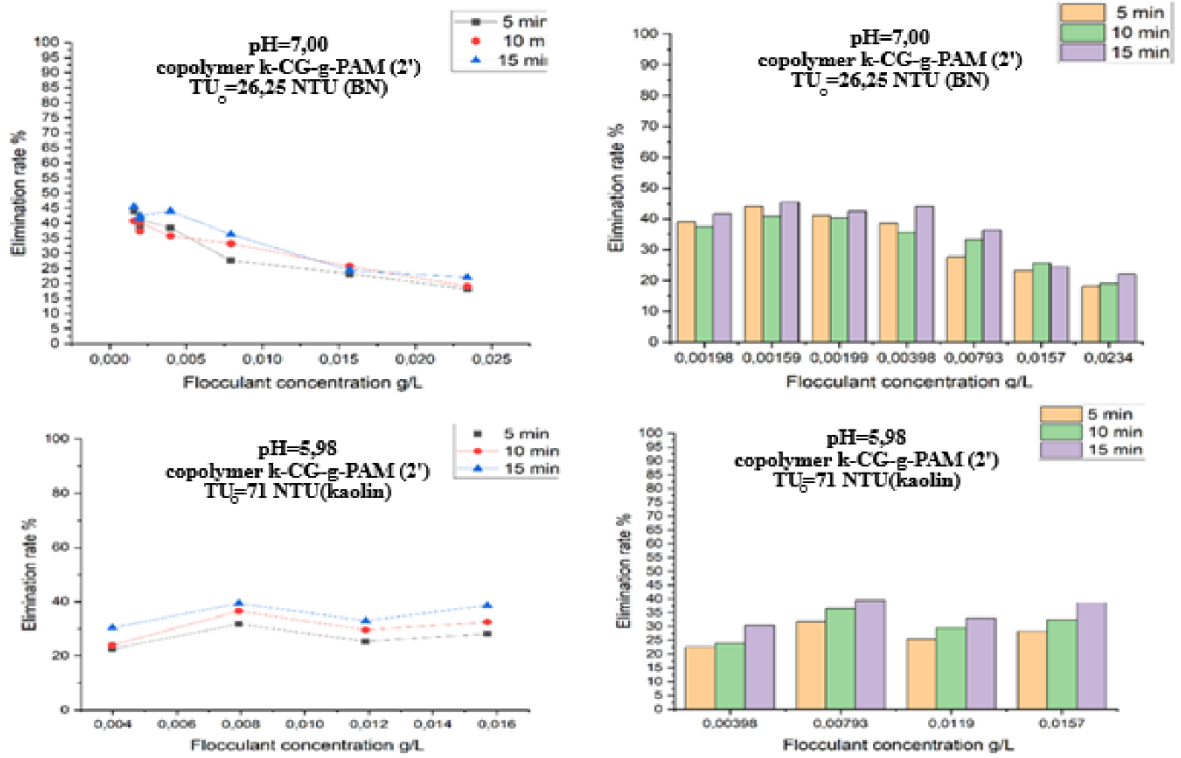 5 min
10 mi
15 min
pH=7,00
copolymer k-CG-g-PAM (2')
TU○=26,25 NTU (BN)
Elimination rate %
100
95
90
85
80
75
70
65
60
55
50
45
40
35
30
25
20
15
10
5
0
0,000 0,005 0,010 0,015 0,020 0,025
Flocculant concentration g/L
5 min
10 min
15 min
pH=7,00
copolymer k-CG-g-PAM (2')
TU○=26,25 NTU (BN)
Elimination rate %
100
90
80
70
60
50
40
30
20
10
0
0,00198 0,00159 0,00199 0,00398 0,00793 0,0157 0,0234
Flocculant concentration g/L
5 min
10 min
15 min
pH=5,98
copolymer k-CG-g-PAM (2')
TU○=71 NTU(kaolin)
Elimination rate %
100
80
60
40
20
0
0,004 0,006 0,008 0,010 0,012 0,014 0,016
Flocculant concentration g/L
5 min
10 min
15 min
pH=5,98
copolymer k-CG-g-PAM (2')
TU○=71 NTU(kaolin)
Elimination rate %
100
95
90
85
80
75
70
65
60
55
50
45
40
35
30
25
20
15
10
5
0
0,00398 0,00793 0,0119 0,0157
Flocculant concentration g/L